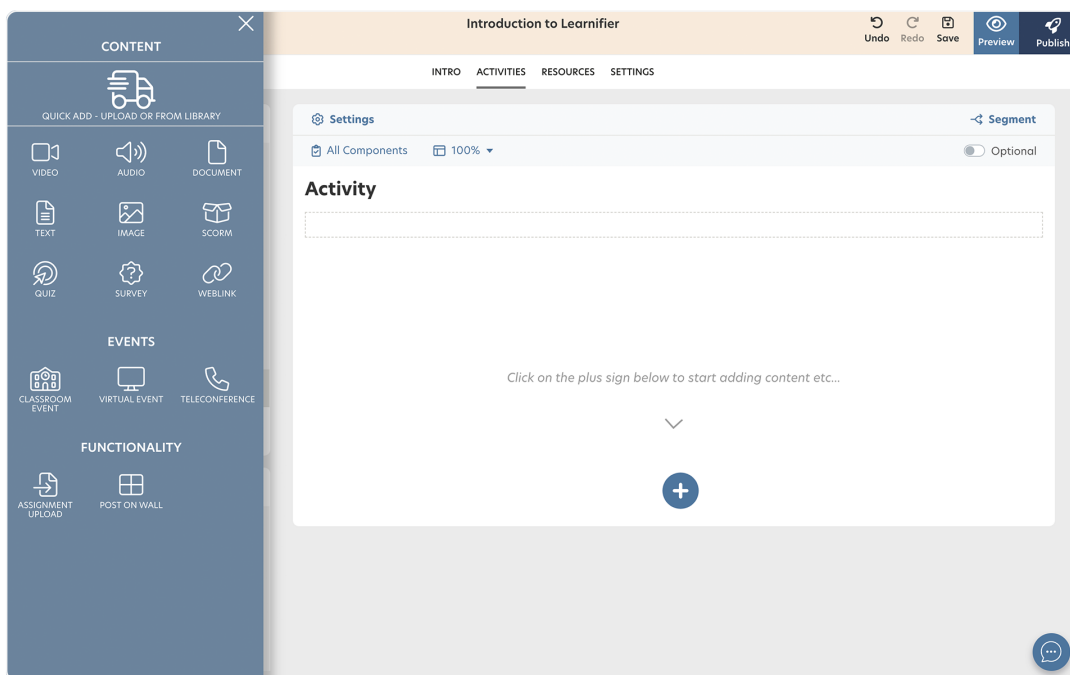 CONTENT
QUICK ADD - UPLOAD OR FROM LIBRARY
VIDEO
AUDIO
DOCUMENT
TEXT
IMAGE
SCORM
QUIZ
SURVEY
WEBLINK
EVENTS
CLASSROOM
EVENT
VIRTUAL EVENT
TELECONFERENCE
FUNCTIONALITY
ASSIGNMENT
UPLOAD
POST ON WALL
Introduction to Learnifier
Undo
Redo
Save
Preview
Publish
INTRO
ACTIVITIES
RESOURCES
SETTINGS
Settings
Segment
All Components
100%
Optional
Activity
Click on the plus sign below to start adding content etc...